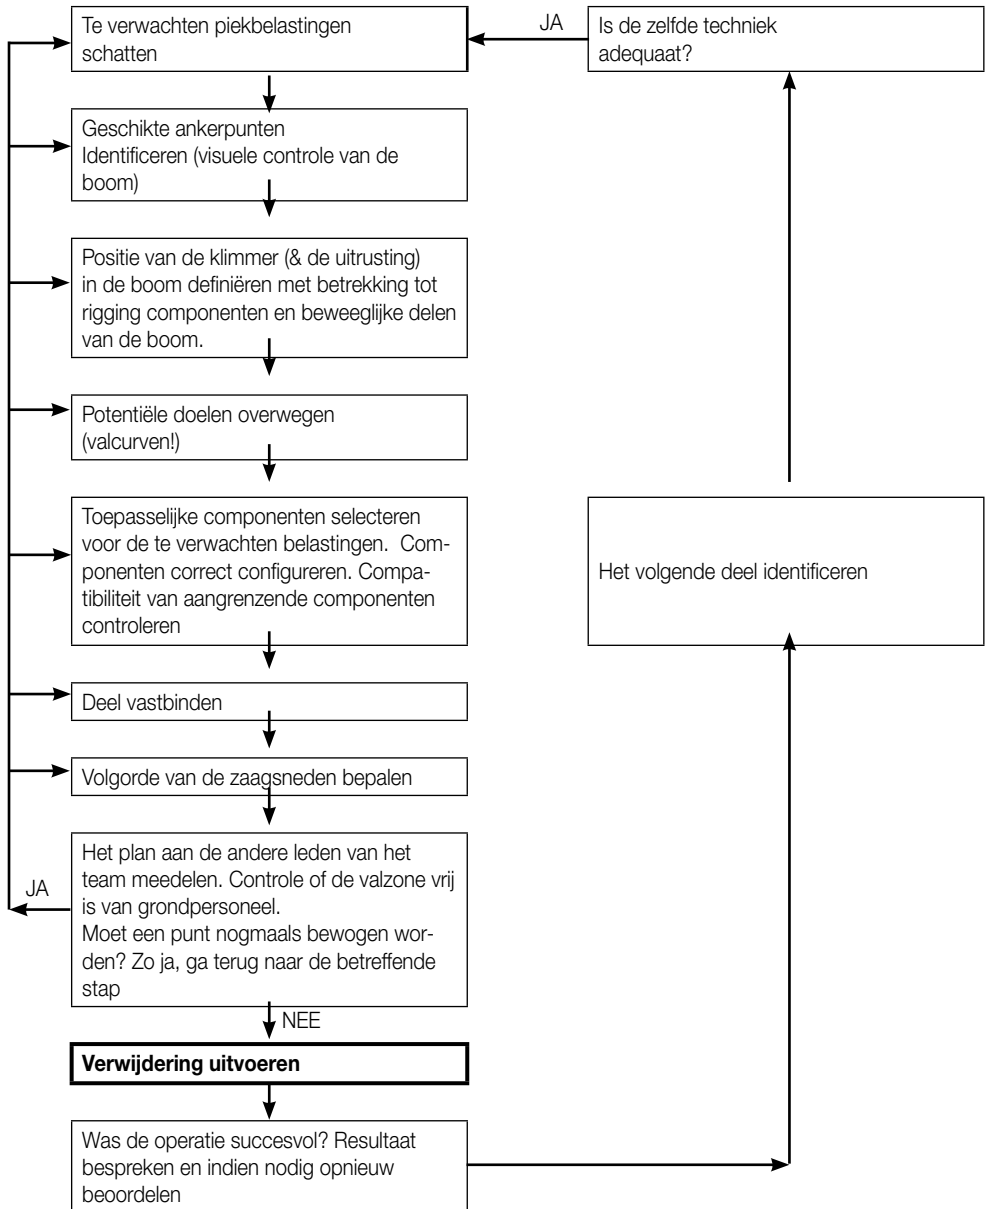 Te verwachten piekbelastingen
schatten
JA
Is de zelfde techniek
adequaat?
Geschikte ankerpunten
Identificeren (visuele controle van de
boom)
Positie van de klimmer (& de uitrusting)
in de boom definiëren met betrekking tot
rigging componenten en beweeglijke delen
van de boom.
Potentiële doelen overwegen
(valcurven!)
Toepasselijke componenten selecteren
voor de te verwachten belastingen. Com-
ponenten correct configureren. Compa-
tibiliteit van aangrenzende componenten
controleren
Het volgende deel identificeren
Deel vastbinden
Volgorde van de zaagsneden bepalen
Het plan aan de andere leden van het
team meedelen. Controle of de valzone vrij
is van grondpersoneel.
Moet een punt nogmaals bewogen wor-
den? Zo ja, ga terug naar de betreffende
stap
JA
NEE
Verwijdering uitvoeren
Was de operatie succesvol? Resultaat
bespreken en indien nodig opnieuw
beoordelen